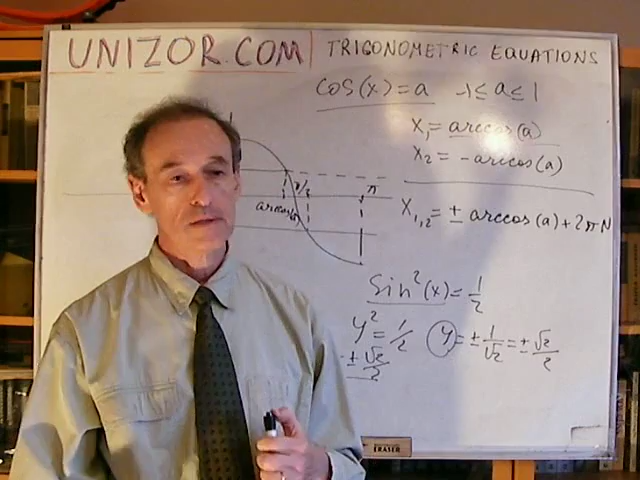 UNIZOR.COM | TRIGONOMETRIC EQUATIONS
cos(x)=a -1≤a≤1
x₁=arccos(a)
x₂=-arccos(a)
π/2 π
arccos(a)
x₁,₂=± arccos(a)+2πN
sin²(x)=1/2
y²=1/2 y=±1/√2=±√2/2
±√2/2
ERASER